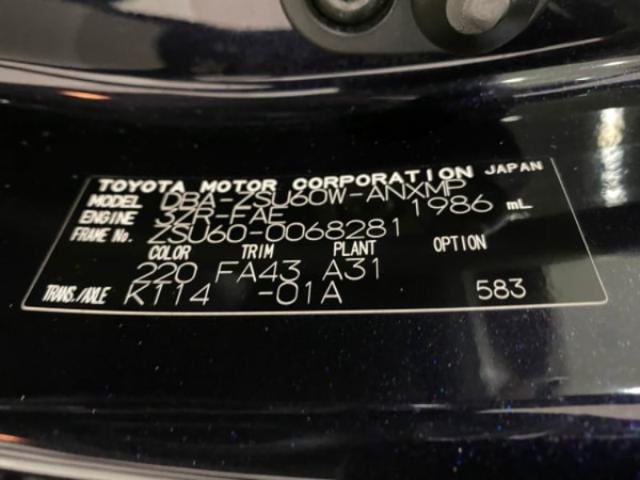 TOYOTA MOTOR CORPORATION JAPAN
MODEL DBA-ZSU60W-ANXMP
ENGINE 3ZR-FAE 1986 mL
FRAME No. ZSU60-0068281
COLOR TRIM PLANT OPTION
220 FA43 A31
TRANS./AXLE K114 -01A 583